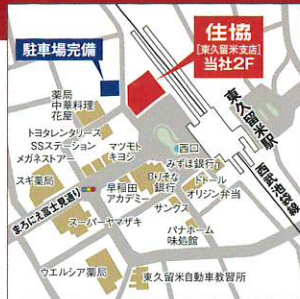 住協
[東久留米支店]
当社2F
駐車場完備
薬局
中華料理
花屋
トヨタレンタリース
SSステーション
メガネストアー
マツモト
キヨシ
スギ薬局
まろにえ富士見通り
早稲田
アカデミー
西口
みずほ銀行
りそな
銀行
ドトール
オリジン弁当
サンクス
スーパーヤマザキ
パナホーム
味処館
ウエルシア薬局
東久留米自動車教習所
東久留米駅
西武池袋線